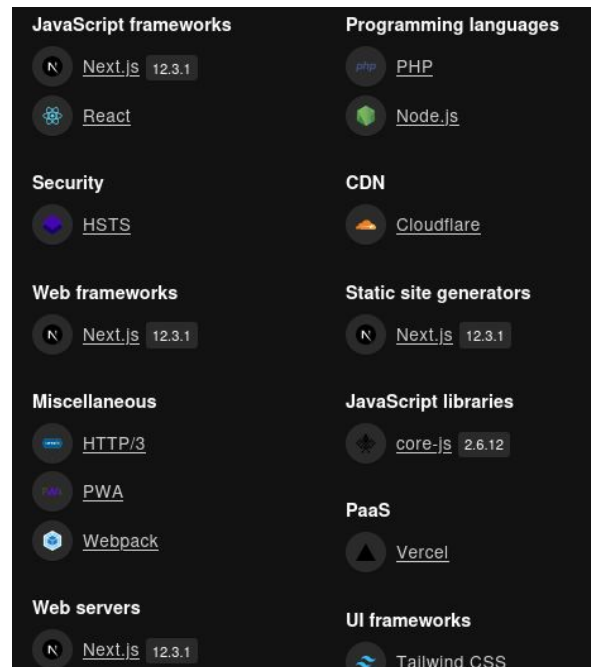 JavaScript frameworks
Next.js 12.3.1
React
Security
HSTS
Web frameworks
Next.js 12.3.1
Miscellaneous
HTTP/3
PWA
Webpack
Web servers
Next.js 12.3.1
Programming languages
php PHP
Node.js
CDN
Cloudflare
Static site generators
Next.js 12.3.1
JavaScript libraries
core-js 2.6.12
PaaS
Vercel
UI frameworks
Tailwind CSS